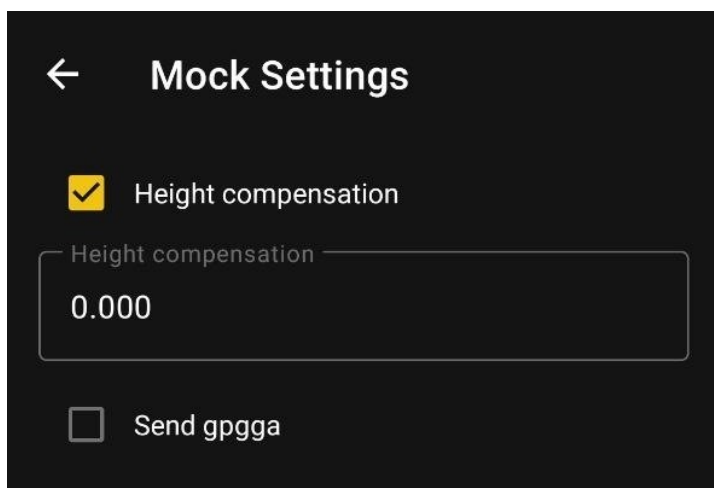 Mock Settings
Height compensation
Height compensation
0.000
Send gpgga